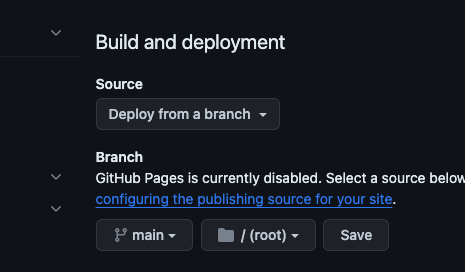 Build and deployment
Source
Deploy from a branch
Branch
GitHub Pages is currently disabled. Select a source below
configuring the publishing source for your site.
main
/ (root)
Save